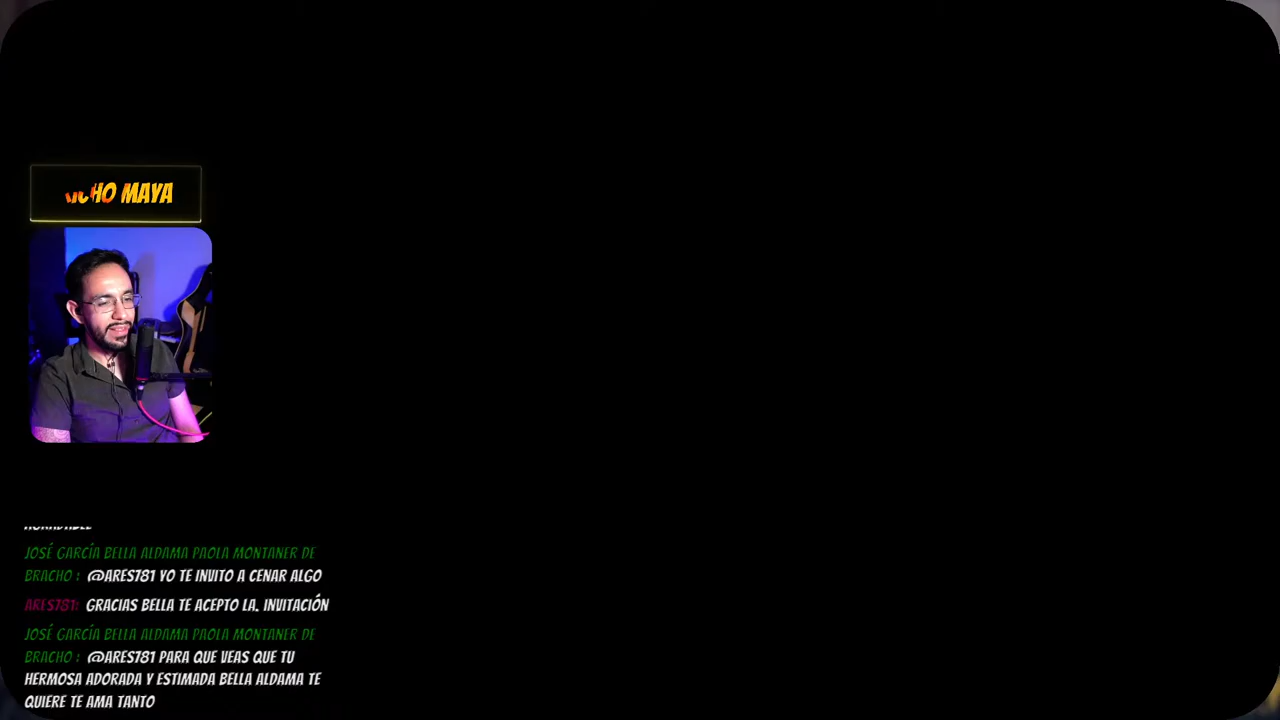 HO MAYA
JOSÉ GARCÍA BELLA ALDAMA PAOLA MONTANER DE
BRACHO : @ARES781 YO TE INVITO A CENAR ALGO
ARES781: GRACIAS BELLA TE ACEPTO LA. INVITACIÓN
JOSÉ GARCÍA BELLA ALDAMA PAOLA MONTANER DE
BRACHO : @ARES781 PARA QUE VEAS QUE TU
HERMOSA ADORADA Y ESTIMADA BELLA ALDAMA TE
QUIERE TE AMA TANTO